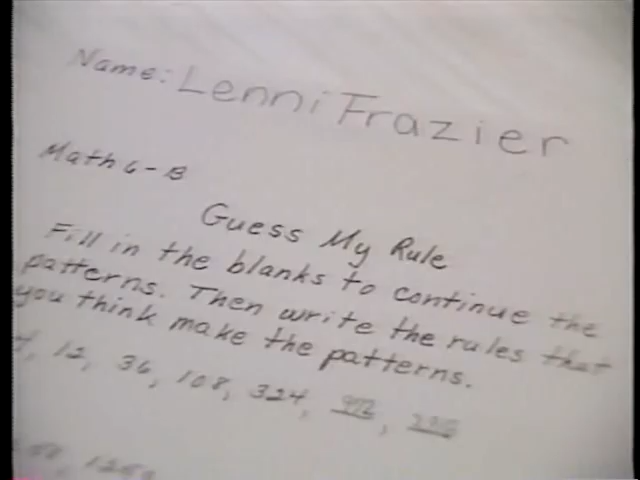 Name: Lenni Frazier
Math 6-B
Guess My Rule
Fill in the blanks to continue the
patterns. Then write the rules that
you think make the patterns.
4, 12, 36, 108, 324, 972,